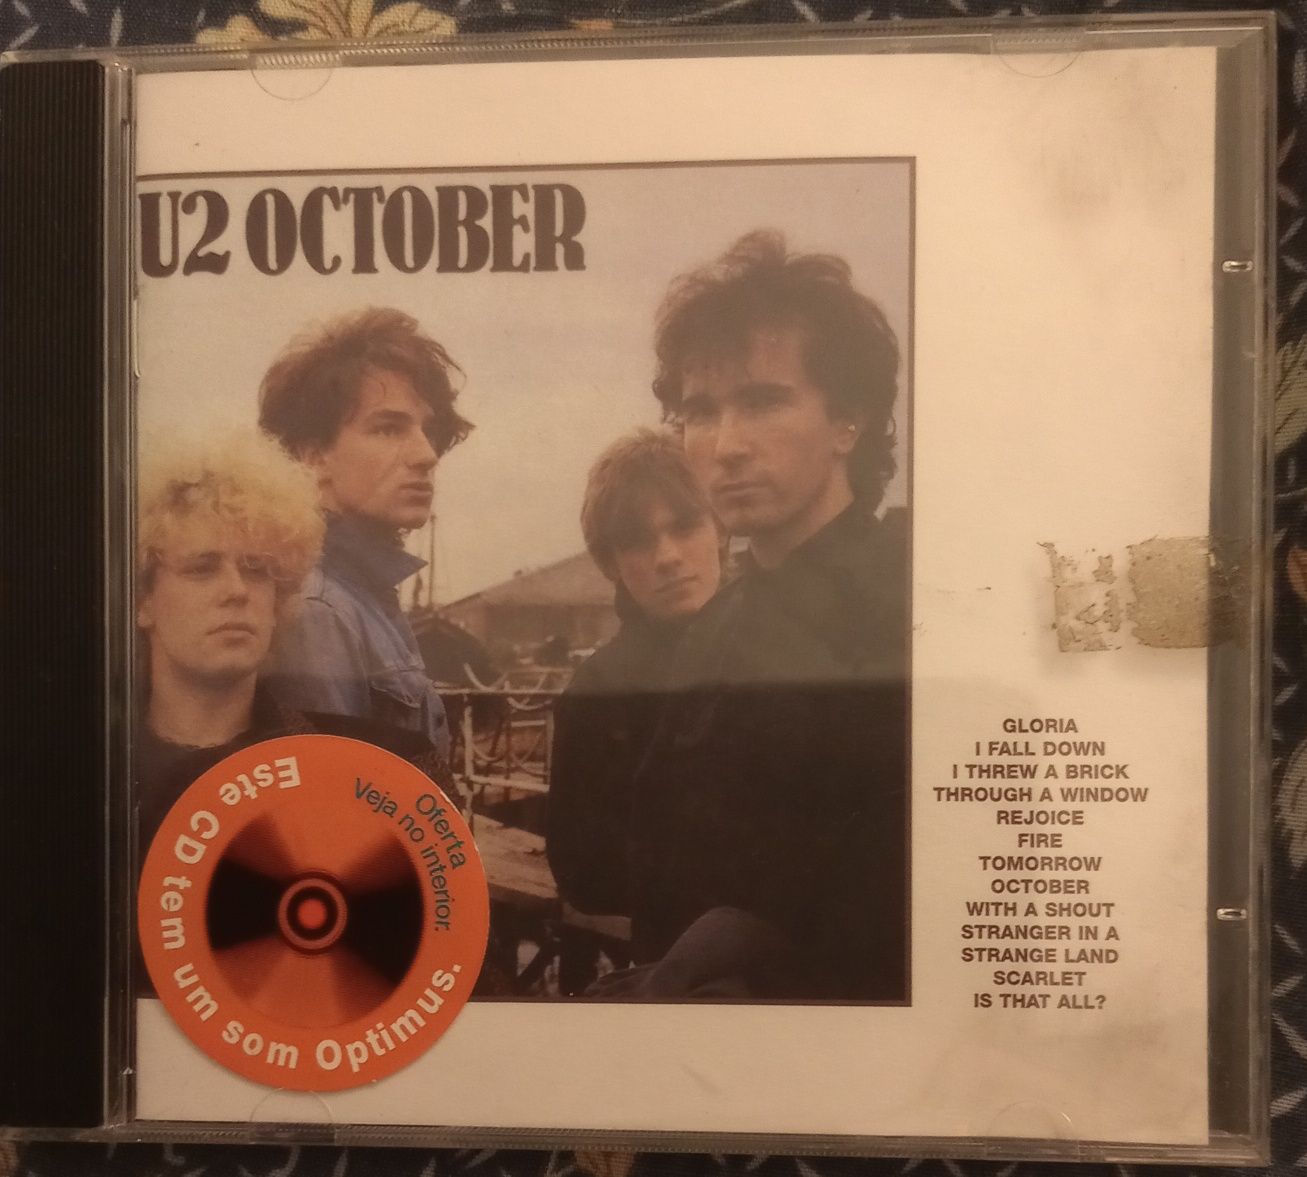 U2 OCTOBER
GLORIA
I FALL DOWN
I THREW A BRICK
THROUGH A WINDOW
REJOICE
FIRE
TOMORROW
OCTOBER
WITH A SHOUT
STRANGER IN A
STRANGE LAND
SCARLET
IS THAT ALL?
Este CD tem um som Optimus.
Oferta
Veja no interior.